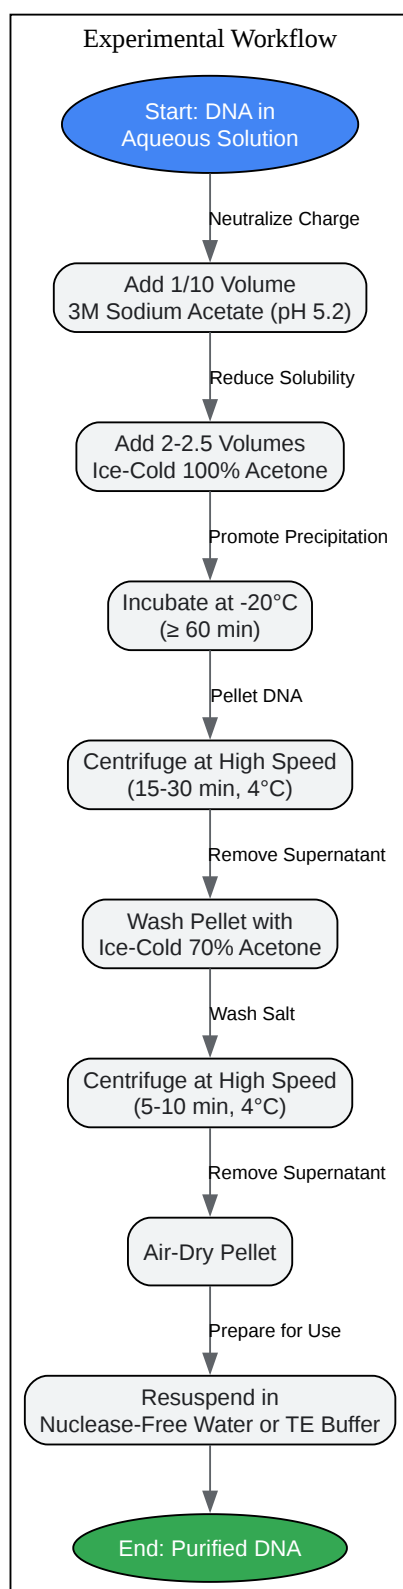 Experimental Workflow
Start: DNA in
Aqueous Solution
Neutralize Charge
Add 1/10 Volume
3M Sodium Acetate (pH 5.2)
Reduce Solubility
Add 2-2.5 Volumes
Ice-Cold 100% Acetone
Promote Precipitation
Incubate at -20°C
(≥ 60 min)
Pellet DNA
Centrifuge at High Speed
(15-30 min, 4°C)
Remove Supernatant
Wash Pellet with
Ice-Cold 70% Acetone
Wash Salt
Centrifuge at High Speed
(5-10 min, 4°C)
Remove Supernatant
Air-Dry Pellet
Prepare for Use
Resuspend in
Nuclease-Free Water or TE Buffer
End: Purified DNA